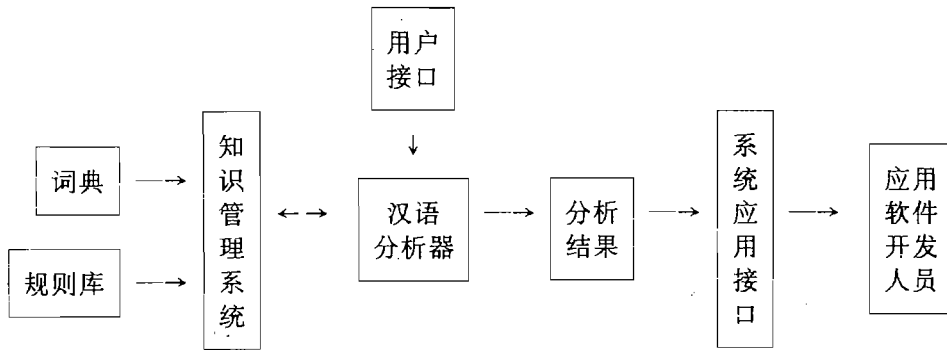 用户
接口
词典
规则库
知
识
管
理
系
统
汉语
分析器
分析
结果
系
统
应
用
接
口
应用
软件
开发
人员